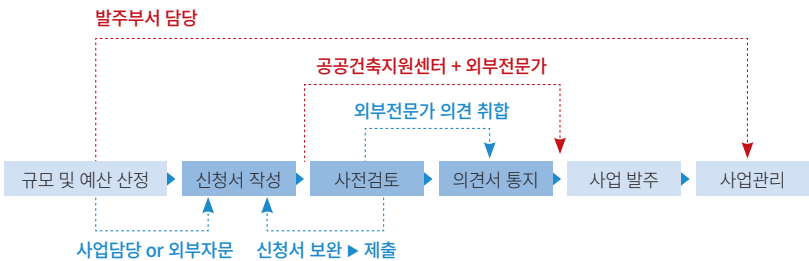 발주부서 담당
공공건축지원센터 + 외부전문가
외부전문가 의견 취합
규모 및 예산 산정
신청서 작성
사전검토
의견서 통지
사업 발주
사업관리
사업담당 or 외부자문
신청서 보완 ▶ 제출